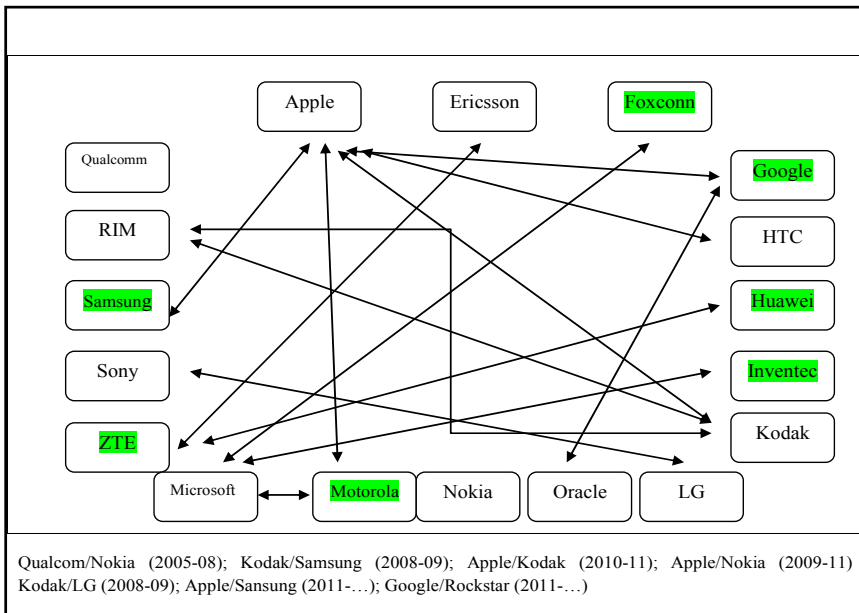 Apple
Ericsson
Foxconn
Qualcomm
Google
RIM
HTC
Samsung
Huawei
Sony
Inventec
ZTE
Kodak
Microsoft
Motorola
Nokia
Oracle
LG
Qualcom/Nokia (2005-08); Kodak/Samsung (2008-09); Apple/Kodak (2010-11); Apple/Nokia (2009-11)
Kodak/LG (2008-09); Apple/Sansung (2011-…); Google/Rockstar (2011-…)